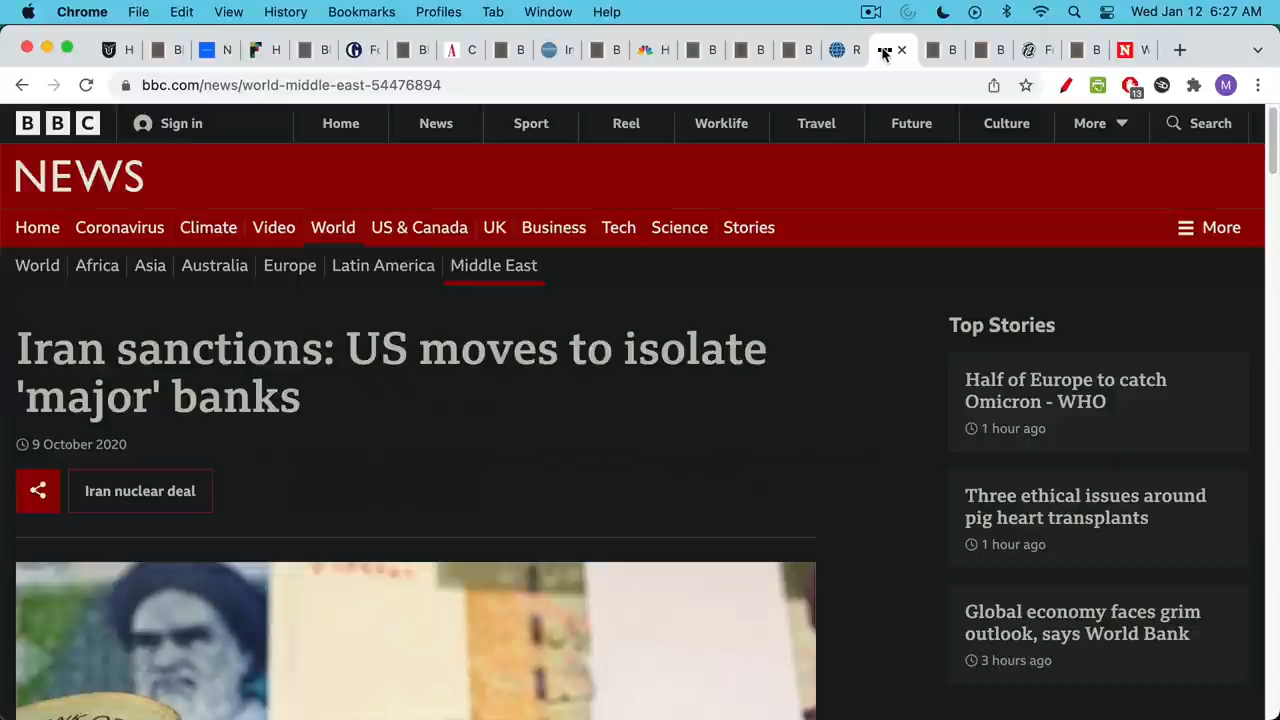 Chrome File Edit View History Bookmarks Profiles Tab Window Help Wed Jan 12 6:27 AM
H B N H B Fo B C B Ir B H B B B R B B F B W
bbc.com/news/world-middle-east-54476894 13 M
BBC Sign in Home News Sport Reel Worklife Travel Future Culture More Search
NEWS
Home Coronavirus Climate Video World US & Canada UK Business Tech Science Stories More
World Africa Asia Australia Europe Latin America Middle East
Iran sanctions: US moves to isolate
'major' banks
9 October 2020
Iran nuclear deal
Top Stories
Half of Europe to catch
Omicron - WHO
1 hour ago
Three ethical issues around
pig heart transplants
1 hour ago
Global economy faces grim
outlook, says World Bank
3 hours ago